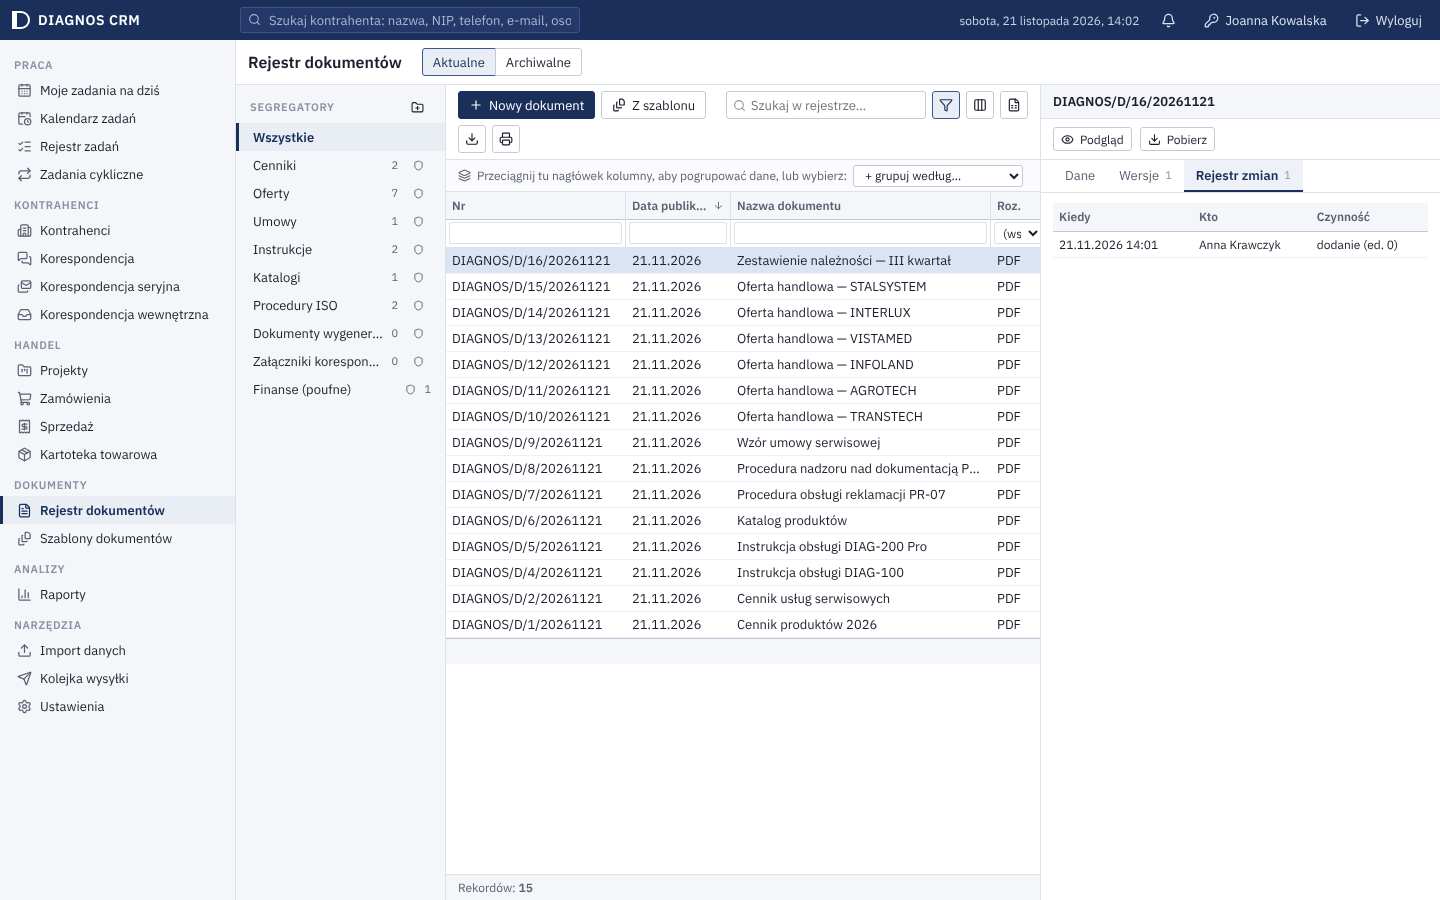 DIAGNOS CRM
Szukaj kontrahenta: nazwa, NIP, telefon, e-mail, oso
sobota, 21 listopada 2026, 14:02
Joanna Kowalska
Wyloguj
PRACA
Moje zadania na dziś
Kalendarz zadań
Rejestr zadań
Zadania cykliczne
KONTRAHENCI
Kontrahenci
Korespondencja
Korespondencja seryjna
Korespondencja wewnętrzna
HANDEL
Projekty
Zamówienia
Sprzedaż
Kartoteka towarowa
DOKUMENTY
Rejestr dokumentów
Szablony dokumentów
ANALIZY
Raporty
NARZĘDZIA
Import danych
Kolejka wysyłki
Ustawienia
Rejestr dokumentów
Aktualne
Archiwalne
SEGREGATORY
Wszystkie
Cenniki 2
Oferty 7
Umowy 1
Instrukcje 2
Katalogi 1
Procedury ISO 2
Dokumenty wygener... 0
Załączniki korespon... 0
Finanse (poufne) 1
Nowy dokument
Z szablonu
Szukaj w rejestrze...
Przeciągnij tu nagłówek kolumny, aby pogrupować dane, lub wybierz:
+ grupuj według...
Nr Data publik... Nazwa dokumentu Roz.
(ws
DIAGNOS/D/16/20261121 21.11.2026 Zestawienie należności — III kwartał PDF
DIAGNOS/D/15/20261121 21.11.2026 Oferta handlowa — STALSYSTEM PDF
DIAGNOS/D/14/20261121 21.11.2026 Oferta handlowa — INTERLUX PDF
DIAGNOS/D/13/20261121 21.11.2026 Oferta handlowa — VISTAMED PDF
DIAGNOS/D/12/20261121 21.11.2026 Oferta handlowa — INFOLAND PDF
DIAGNOS/D/11/20261121 21.11.2026 Oferta handlowa — AGROTECH PDF
DIAGNOS/D/10/20261121 21.11.2026 Oferta handlowa — TRANSTECH PDF
DIAGNOS/D/9/20261121 21.11.2026 Wzór umowy serwisowej PDF
DIAGNOS/D/8/20261121 21.11.2026 Procedura nadzoru nad dokumentacją P... PDF
DIAGNOS/D/7/20261121 21.11.2026 Procedura obsługi reklamacji PR-07 PDF
DIAGNOS/D/6/20261121 21.11.2026 Katalog produktów PDF
DIAGNOS/D/5/20261121 21.11.2026 Instrukcja obsługi DIAG-200 Pro PDF
DIAGNOS/D/4/20261121 21.11.2026 Instrukcja obsługi DIAG-100 PDF
DIAGNOS/D/2/20261121 21.11.2026 Cennik usług serwisowych PDF
DIAGNOS/D/1/20261121 21.11.2026 Cennik produktów 2026 PDF
Rekordów: 15
DIAGNOS/D/16/20261121
Podgląd
Pobierz
Dane
Wersje 1
Rejestr zmian 1
Kiedy Kto Czynność
21.11.2026 14:01 Anna Krawczyk dodanie (ed. 0)